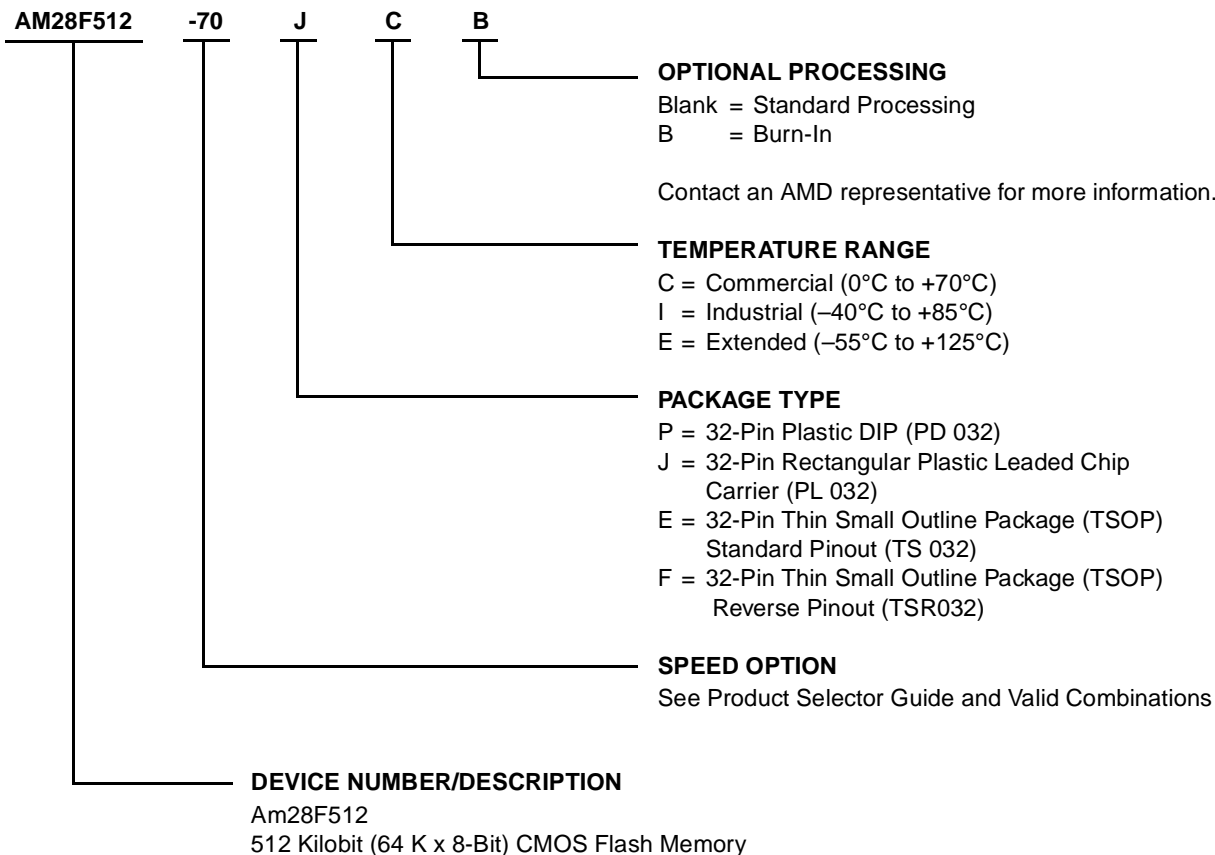 AM28F512 -70 J C B
OPTIONAL PROCESSING
Blank = Standard Processing
B = Burn-In
Contact an AMD representative for more information.
TEMPERATURE RANGE
C = Commercial (0°C to +70°C)
I = Industrial (–40°C to +85°C)
E = Extended (–55°C to +125°C)
PACKAGE TYPE
P = 32-Pin Plastic DIP (PD 032)
J = 32-Pin Rectangular Plastic Leaded Chip
Carrier (PL 032)
E = 32-Pin Thin Small Outline Package (TSOP)
Standard Pinout (TS 032)
F = 32-Pin Thin Small Outline Package (TSOP)
Reverse Pinout (TSR032)
SPEED OPTION
See Product Selector Guide and Valid Combinations
DEVICE NUMBER/DESCRIPTION
Am28F512
512 Kilobit (64 K x 8-Bit) CMOS Flash Memory